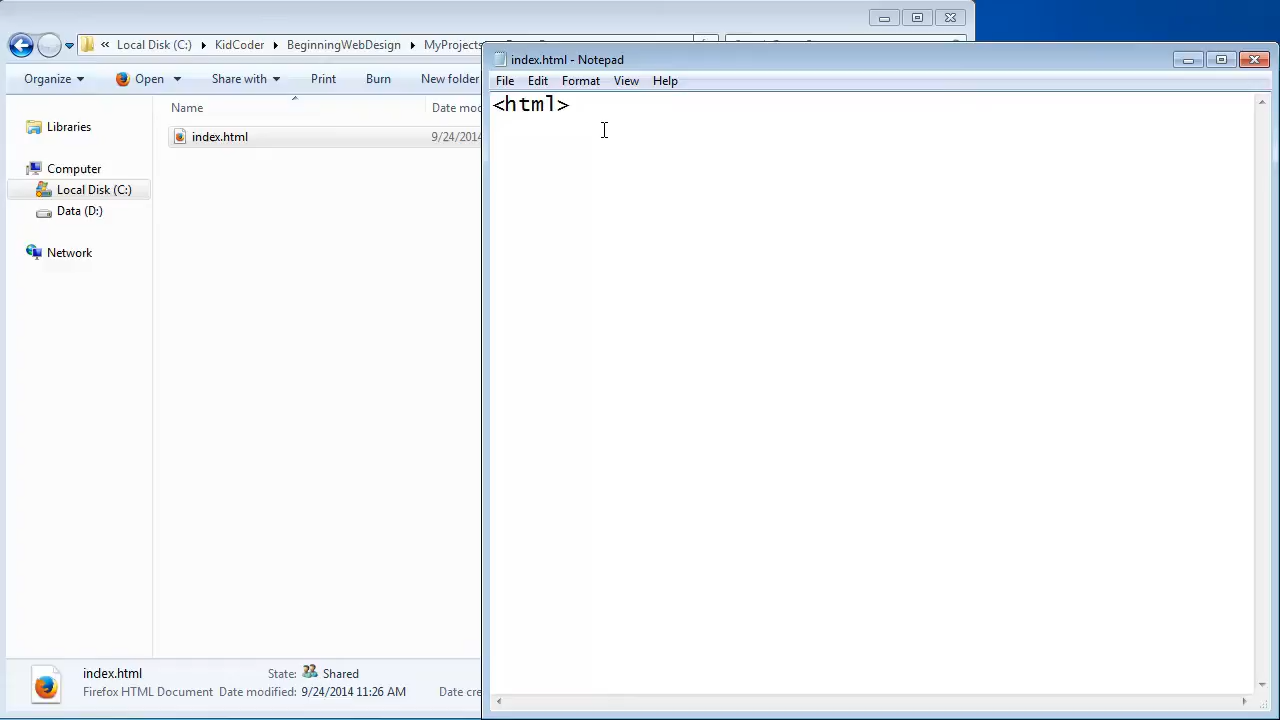 « Local Disk (C:) KidCoder BeginningWebDesign MyProjects
Organize Open Share with Print Burn New folder
Name Date mod
index.html 9/24/2014
Libraries
Computer
Local Disk (C:)
Data (D:)
Network
index.html State: Shared
Firefox HTML Document Date modified: 9/24/2014 11:26 AM Date cre
index.html - Notepad
File Edit Format View Help
<html>